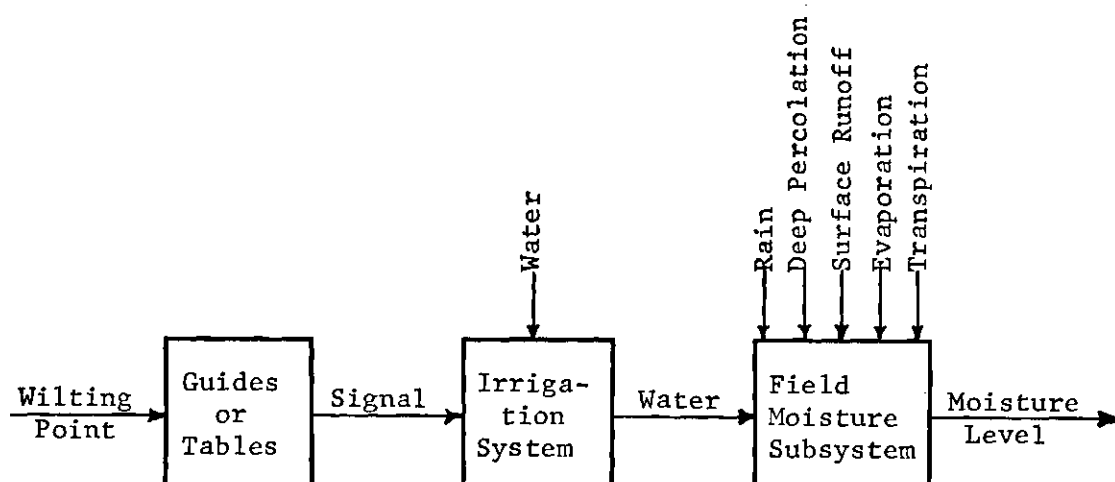 Rain
Deep Percolation
Surface Runoff
Evaporation
Transpiration
Water
Wilting
Point
Guides
or
Tables
Signal
Irriga-
tion
System
Water
Field
Moisture
Subsystem
Moisture
Level